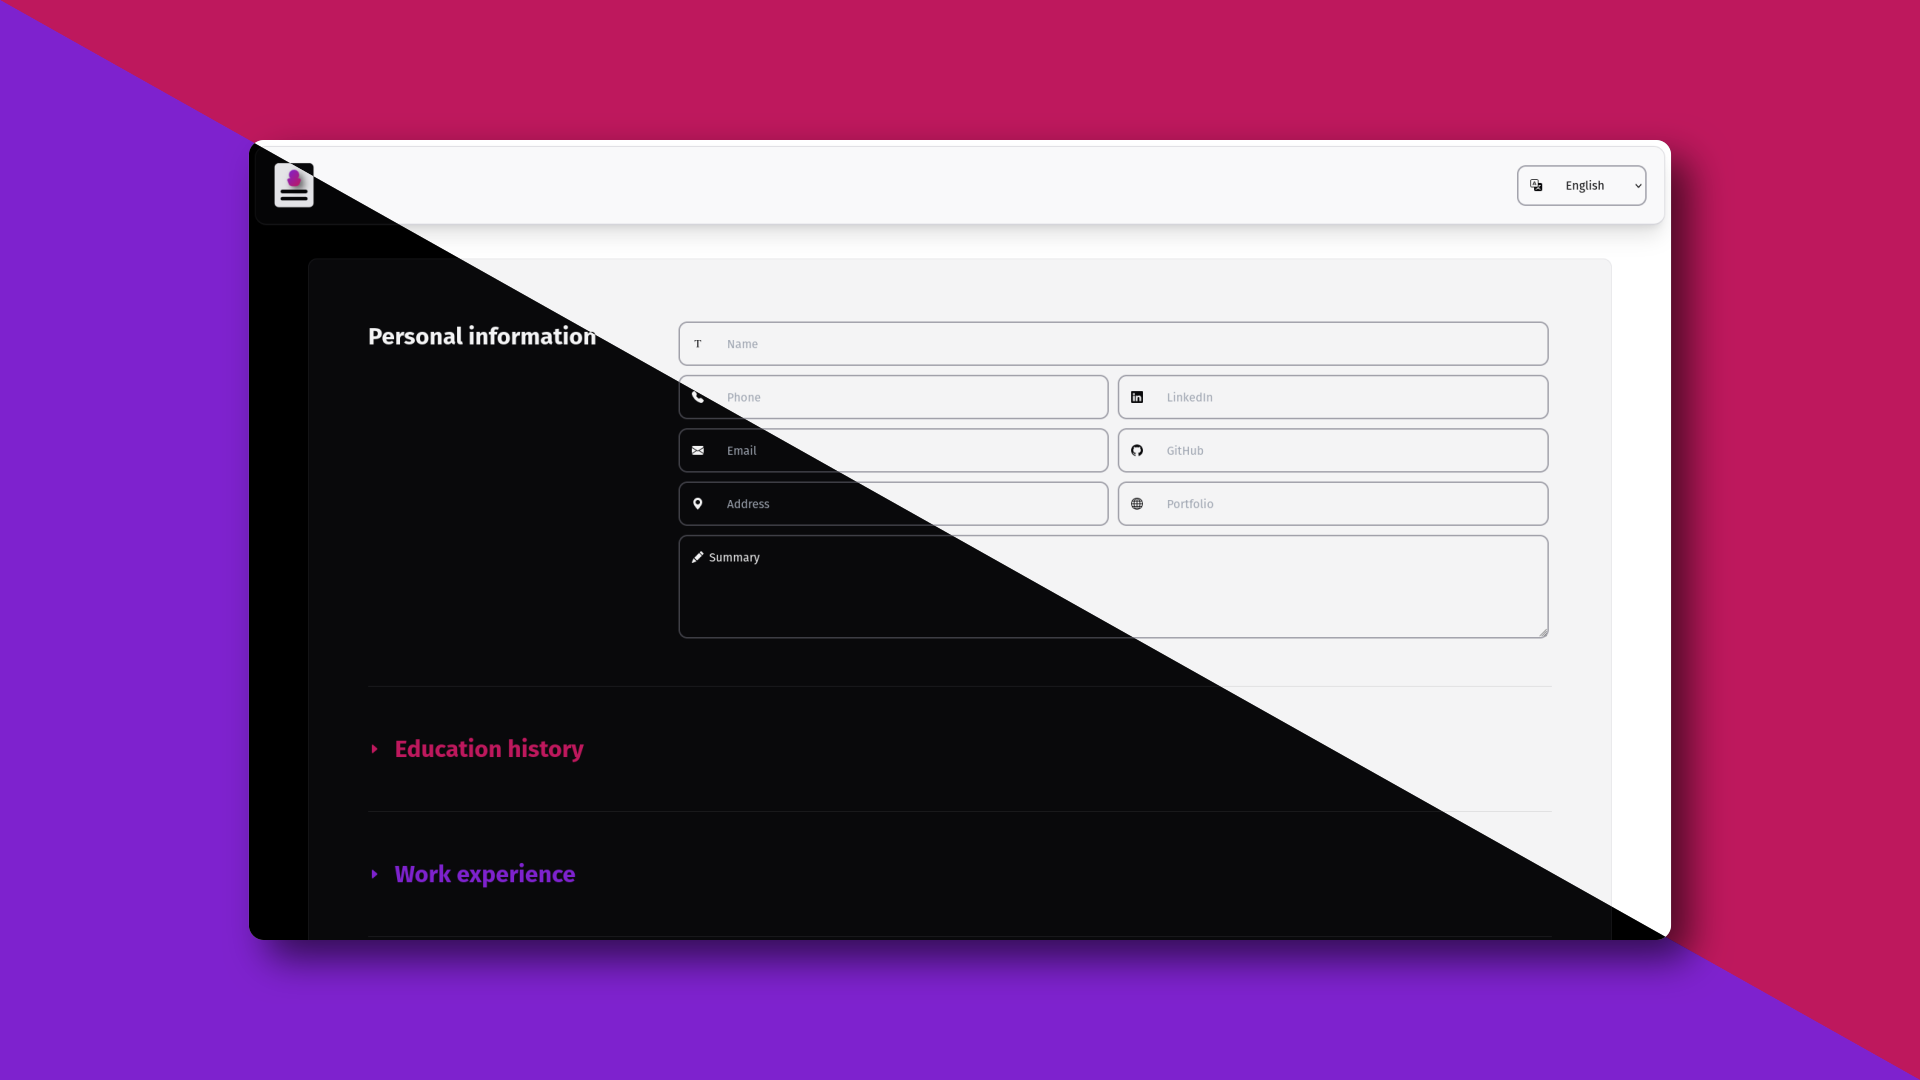 English
Personal information
T
Name
Phone
LinkedIn
Email
GitHub
Address
Portfolio
Summary
Education history
Work experience